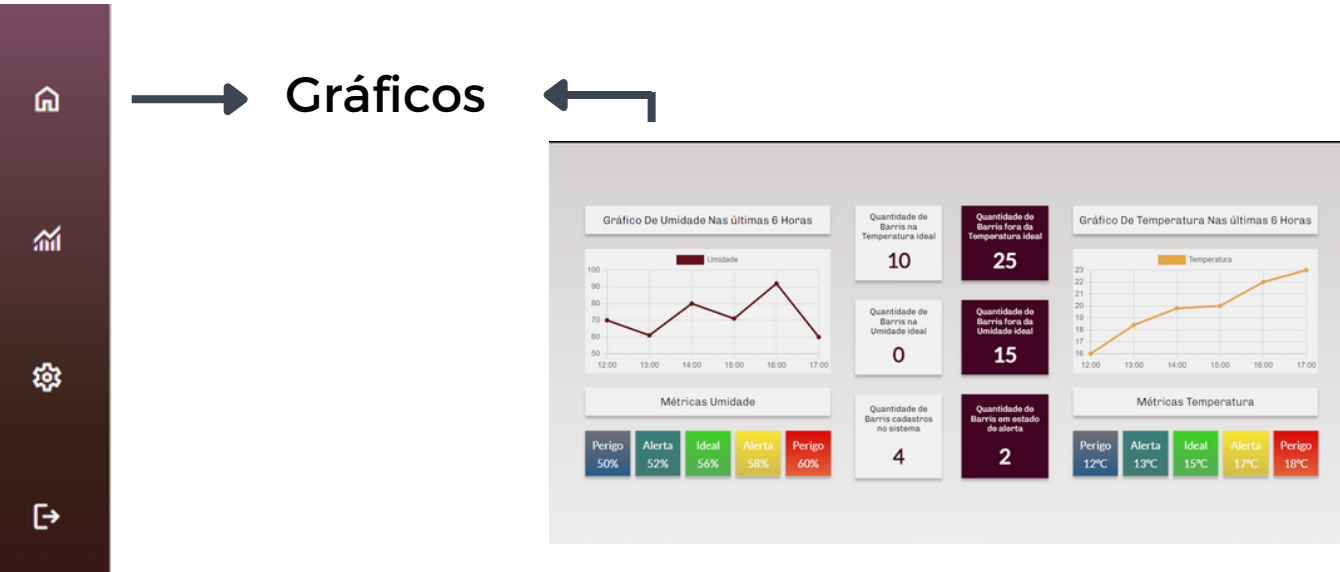 Gráficos
Gráfico De Umidade Nas últimas 6 Horas
Umidade
100
90
80
70
60
50
12:00 13:00 14:00 15:00 16:00 17:00
Métricas Umidade
Perigo
50%
Alerta
52%
Ideal
56%
Alerta
58%
Perigo
60%
Quantidade de
Barris na
Temperatura ideal
10
Quantidade de
Barris fora da
Temperatura ideal
25
Quantidade de
Barris na
Umidade ideal
0
Quantidade de
Barris fora da
Umidade ideal
15
Quantidade de
Barris cadastros
no sistema
4
Quantidade de
Barris em estado
de alerta
2
Gráfico De Temperatura Nas últimas 6 Horas
Temperatura
23
22
21
20
19
18
17
16
12:00 13:00 14:00 15:00 16:00 17:00
Métricas Temperatura
Perigo
12ºC
Alerta
13ºC
Ideal
15ºC
Alerta
17ºC
Perigo
18ºC